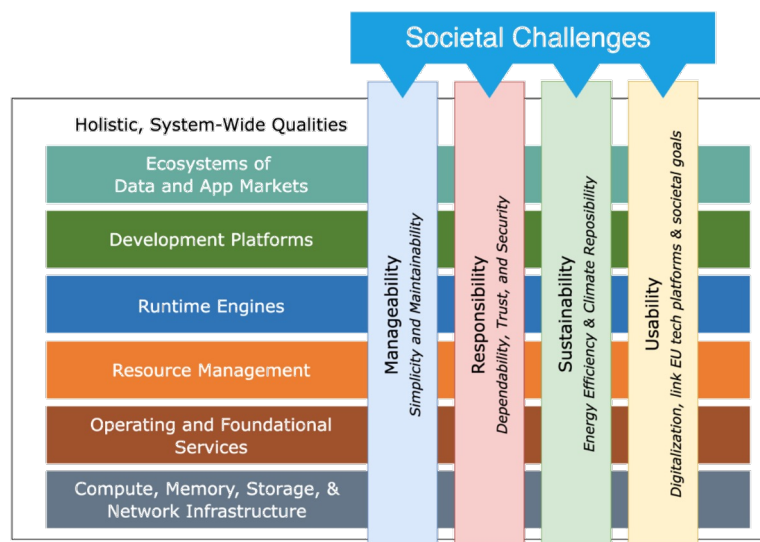 Societal Challenges
Holistic, System-Wide Qualities
Ecosystems of
Data and App Markets
Development Platforms
Runtime Engines
Resource Management
Operating and Foundational
Services
Compute, Memory, Storage, &
Network Infrastructure
Manageability
Simplicity and Maintainability
Responsibility
Dependability, Trust, and Security
Sustainability
Energy Efficiency & Climate Reposibility
Usability
Digitalization, link EU tech platforms & societal goals